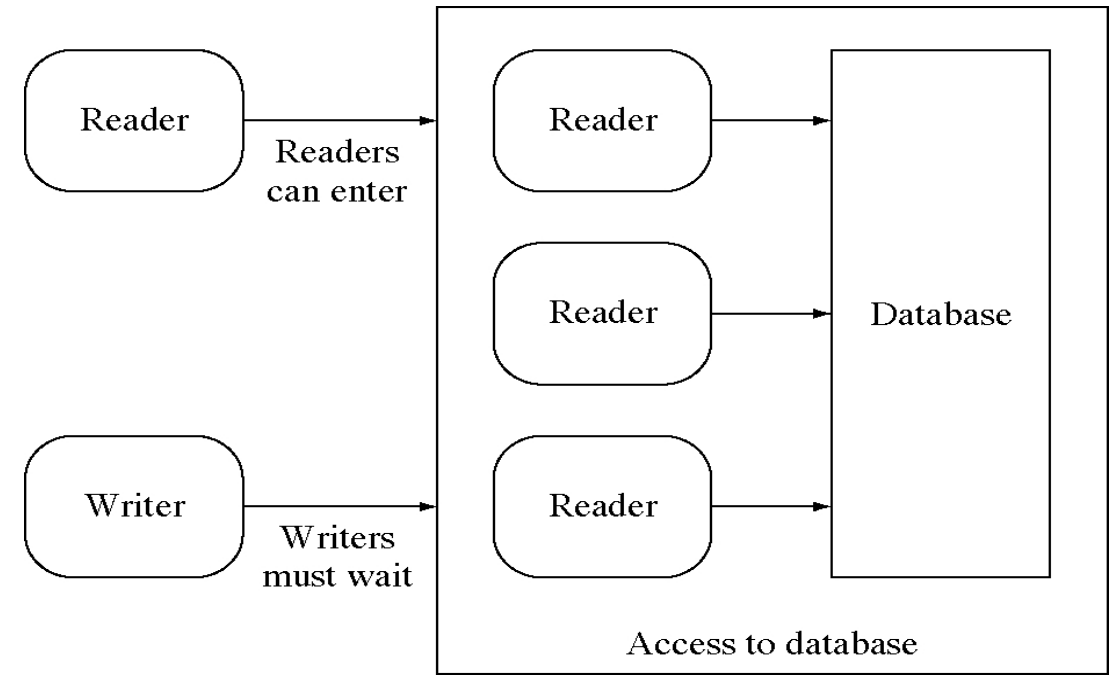 Reader
Readers
can enter
Reader
Reader
Database
Writer
Writers
must wait
Reader
Access to database